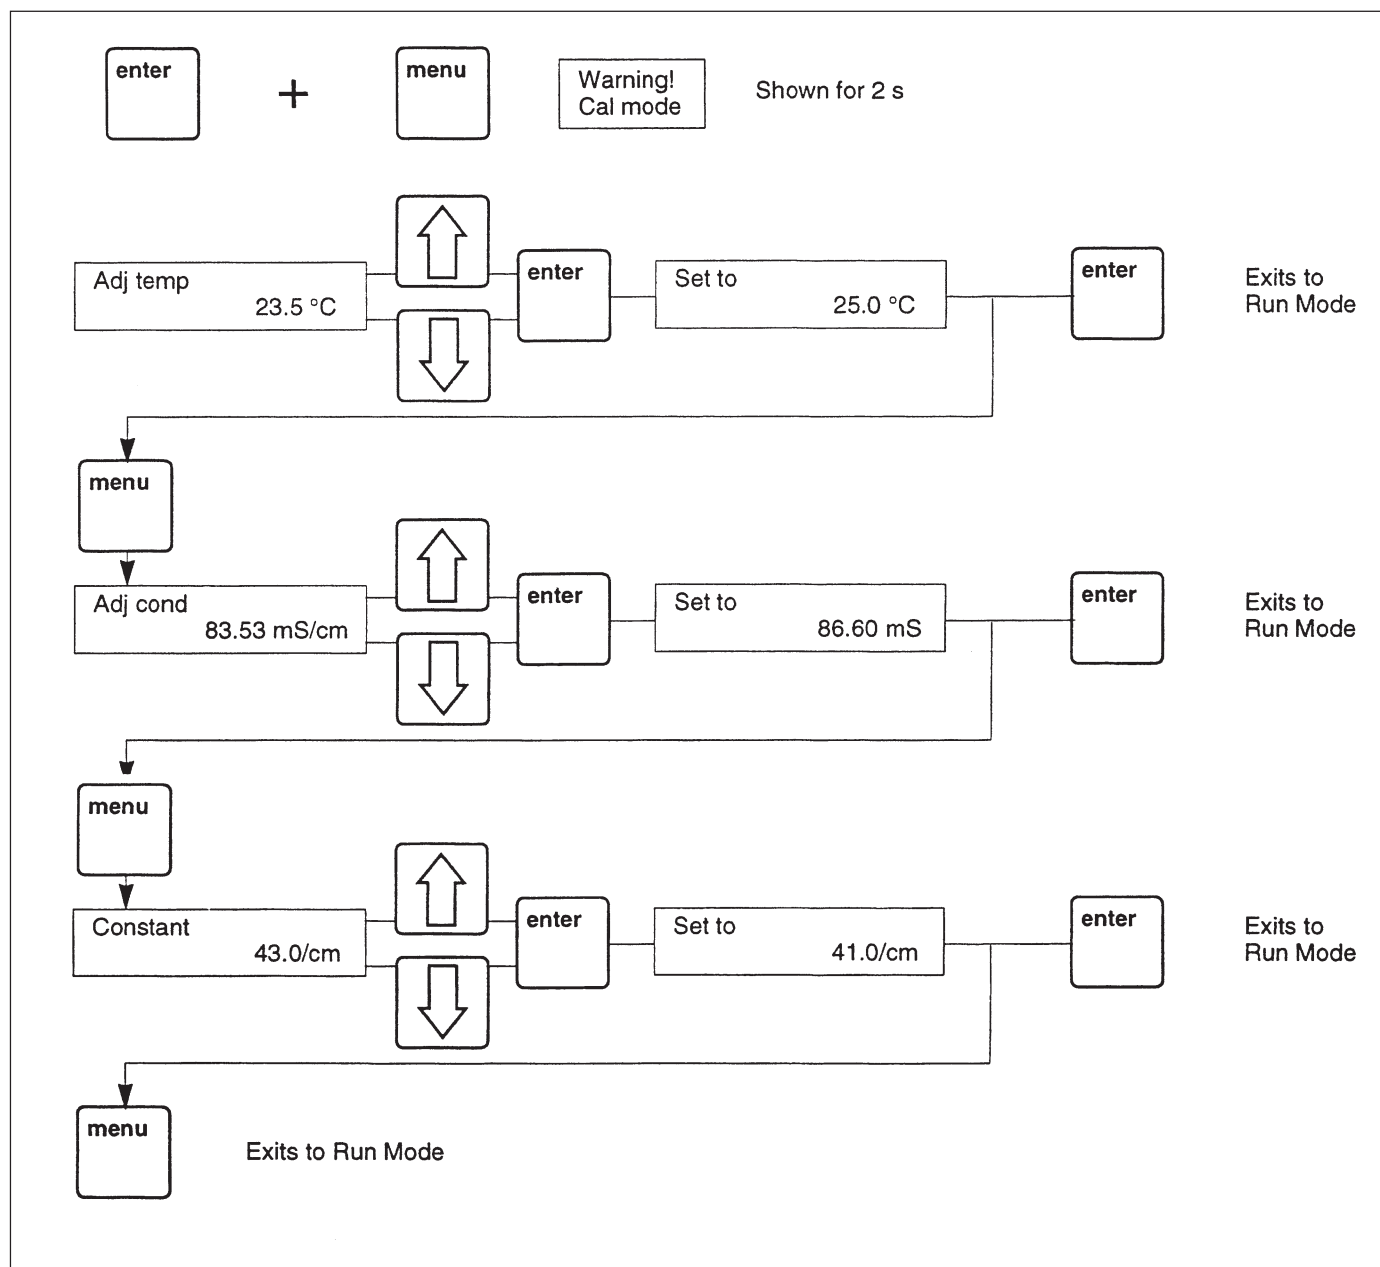 enter
+
menu
Warning!
Cal mode
Shown for 2 s
Adj temp
23.5 °C
enter
Set to
25.0 °C
enter
Exits to
Run Mode
menu
Adj cond
83.53 mS/cm
enter
Set to
86.60 mS
enter
Exits to
Run Mode
menu
Constant
43.0/cm
enter
Set to
41.0/cm
enter
Exits to
Run Mode
menu
Exits to Run Mode